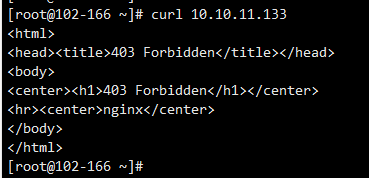 [root@102-166 ~]# curl 10.10.11.133
<html>
<head><title>403 Forbidden</title></head>
<body>
<center><h1>403 Forbidden</h1></center>
<hr><center>nginx</center>
</body>
</html>
[root@102-166 ~]#